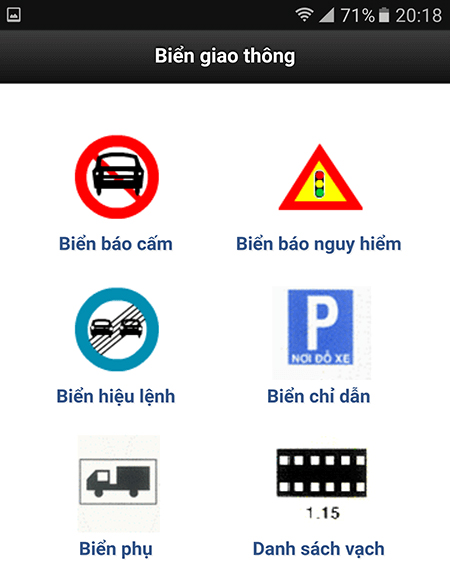 71% 20:18
Biển giao thông
Biển báo cấm
Biển báo nguy hiểm
P
NƠI ĐỖ XE
Biển hiệu lệnh
Biển chỉ dẫn
1.15
Biển phụ
Danh sách vạch